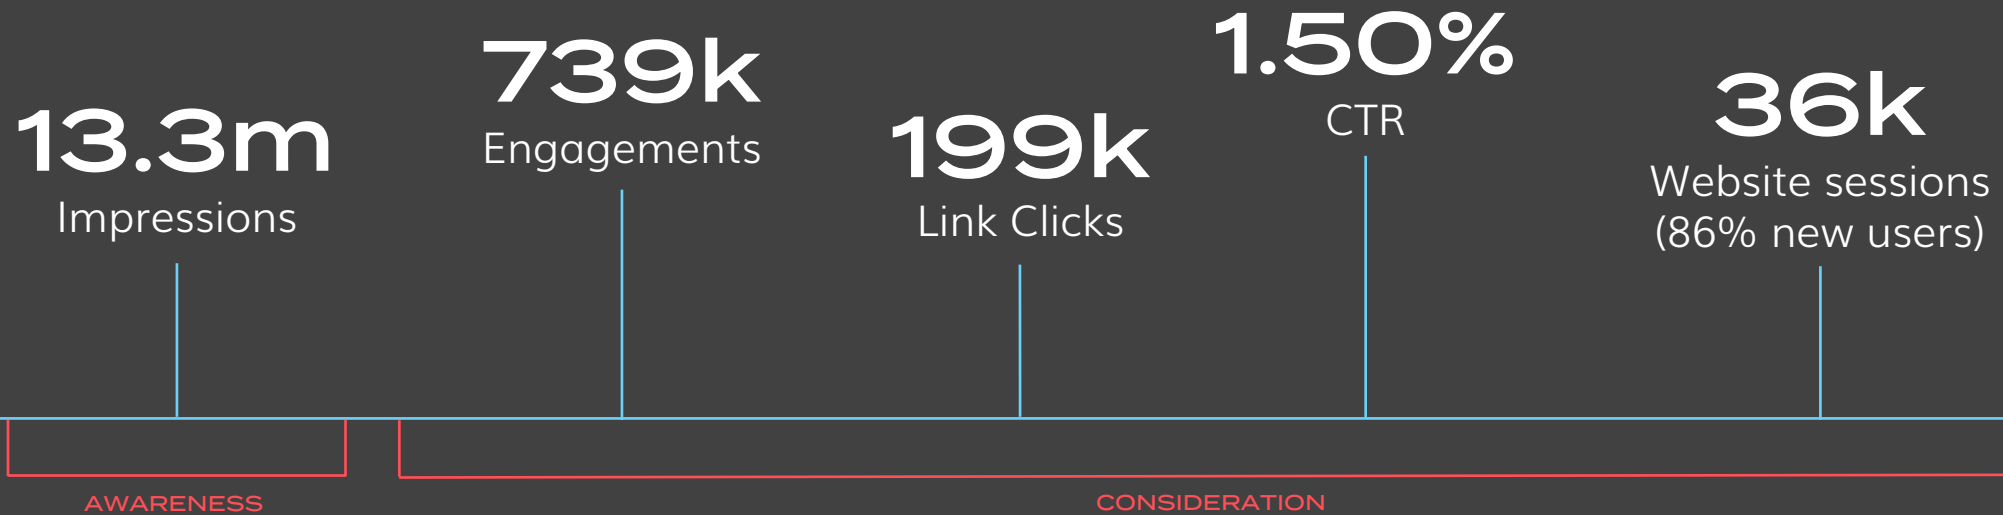 13.3m
Impressions
739k
Engagements
199k
Link Clicks
1.50%
CTR
36k
Website sessions
(86% new users)
AWARENESS
CONSIDERATION